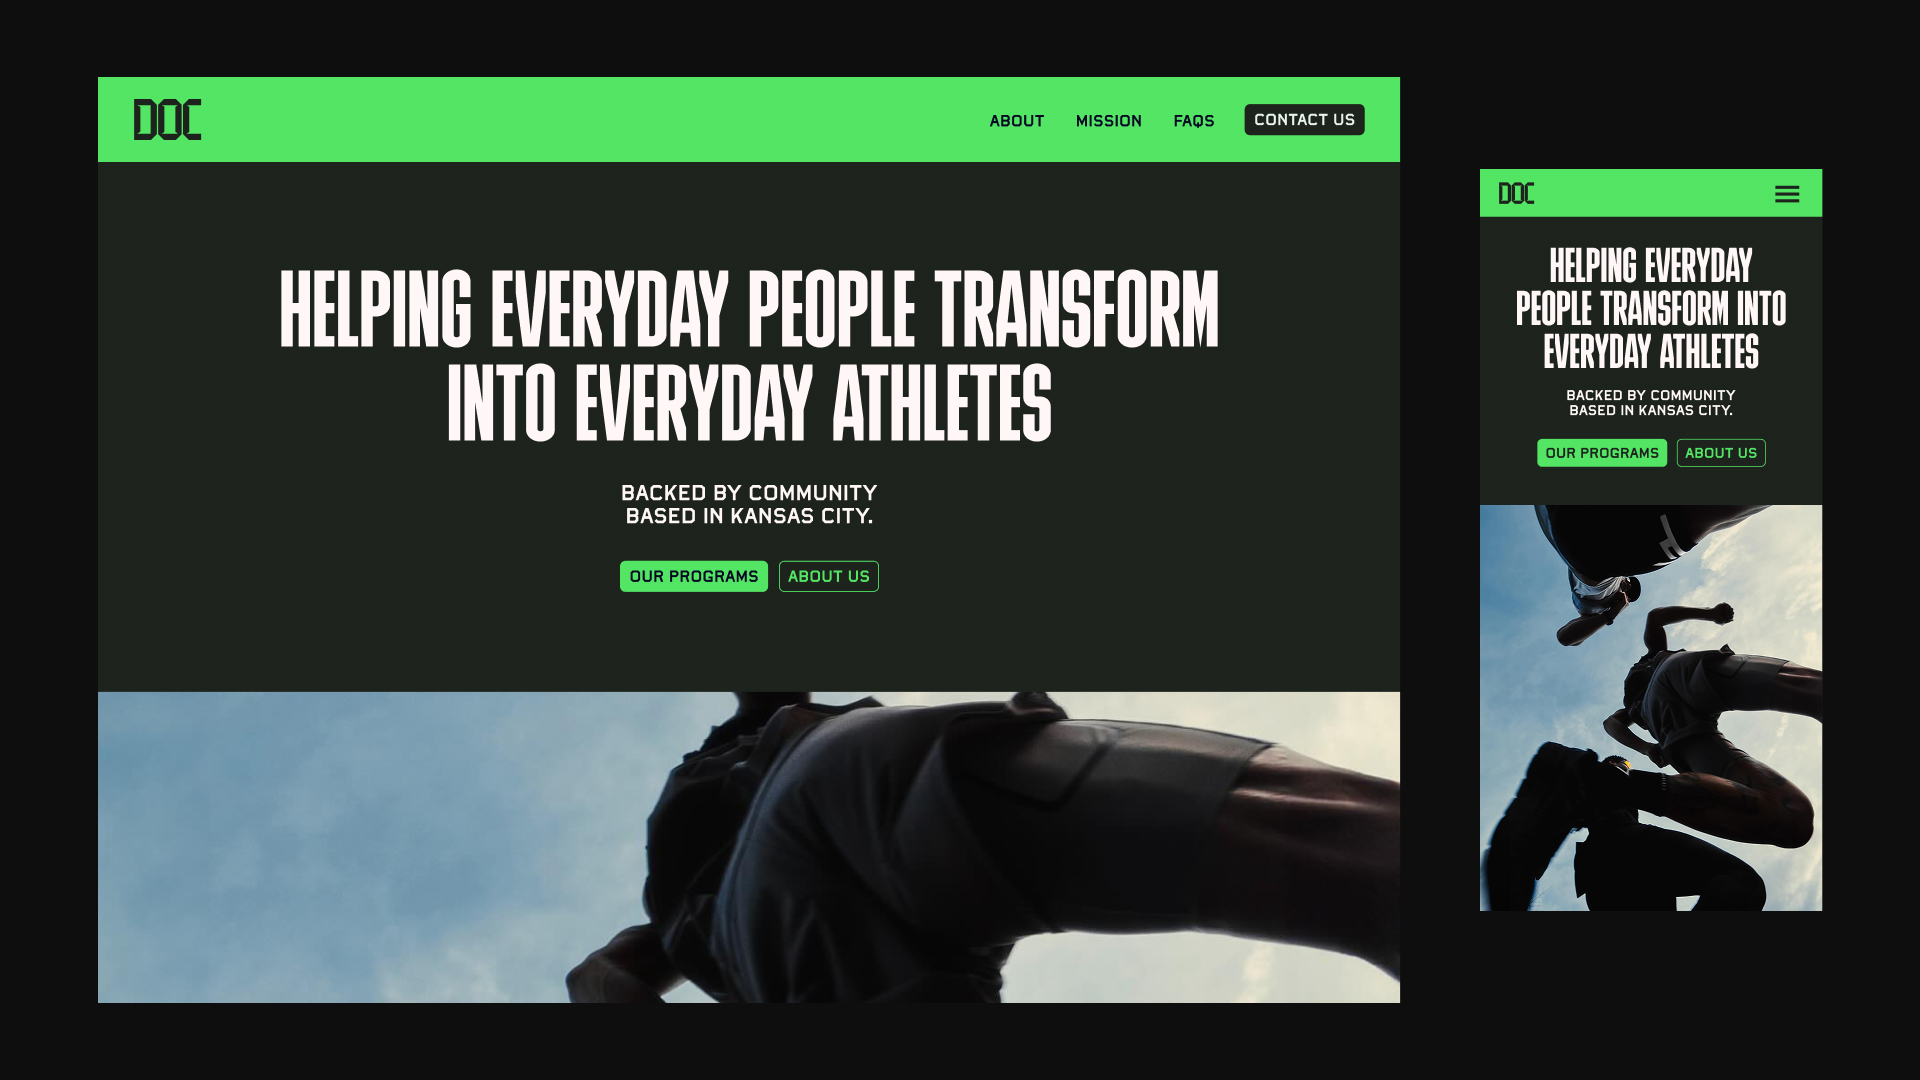 DOC
ABOUT MISSION FAQS CONTACT US
HELPING EVERYDAY PEOPLE TRANSFORM
INTO EVERYDAY ATHLETES
BACKED BY COMMUNITY
BASED IN KANSAS CITY.
OUR PROGRAMS ABOUT US
DOC
HELPING EVERYDAY
PEOPLE TRANSFORM INTO
EVERYDAY ATHLETES
BACKED BY COMMUNITY
BASED IN KANSAS CITY.
OUR PROGRAMS ABOUT US